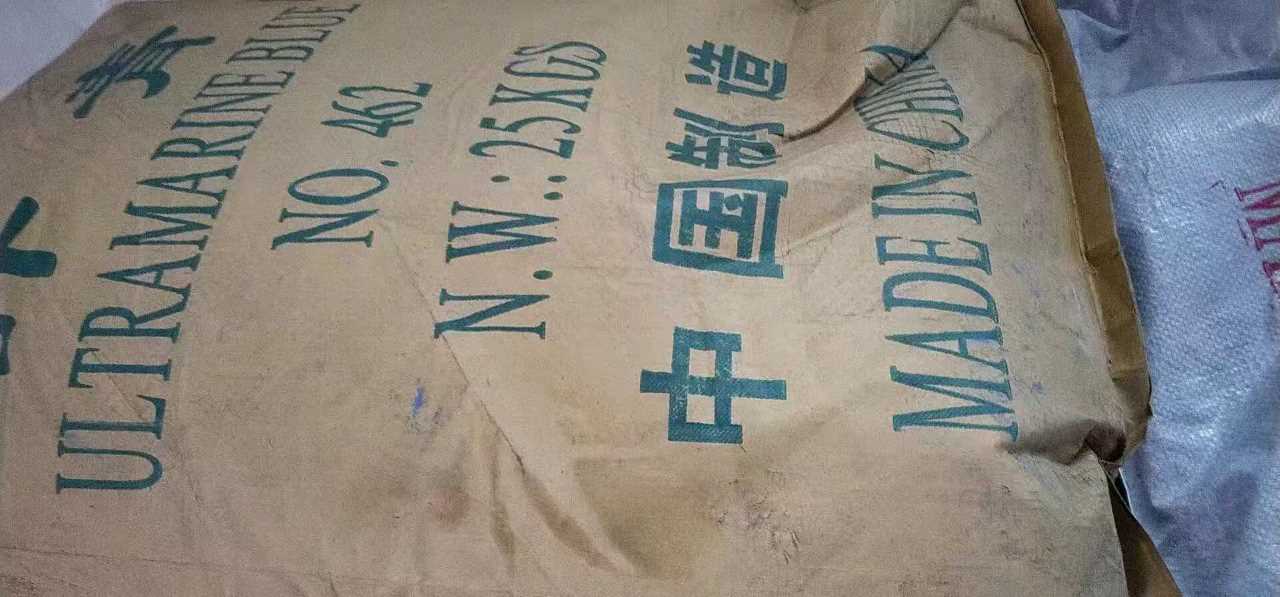 青
ULTRAMARINE BLUE
NO. 462
N.W.: 25KGS
中国制造
MADE IN CHINA